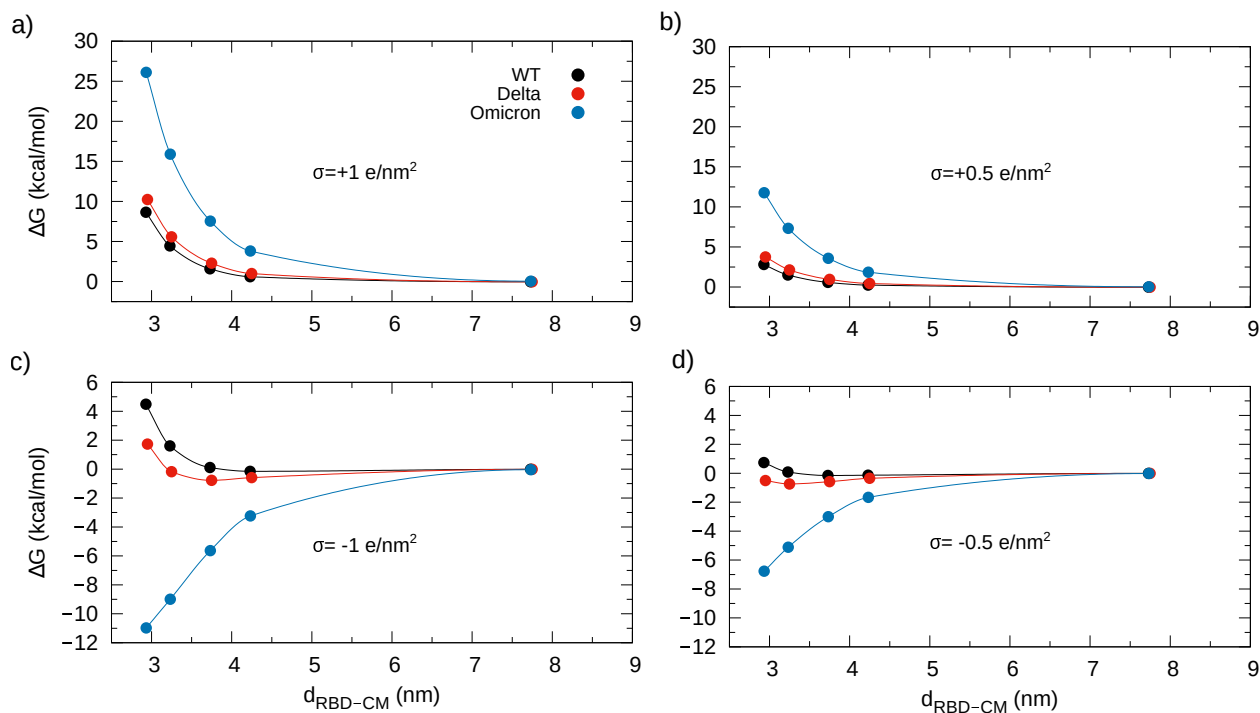 a)
30
25
20
15
10
5
0
ΔG (kcal/mol)
WT
Delta
Omicron
σ=+1 e/nm²
3 4 5 6 7 8 9
b)
30
25
20
15
10
5
0
σ=+0.5 e/nm²
3 4 5 6 7 8 9
c)
6
4
2
0
−2
−4
−6
−8
−10
−12
ΔG (kcal/mol)
σ= -1 e/nm²
3 4 5 6 7 8 9
d_RBD−CM (nm)
d)
6
4
2
0
−2
−4
−6
−8
−10
−12
σ= -0.5 e/nm²
3 4 5 6 7 8 9
d_RBD−CM (nm)